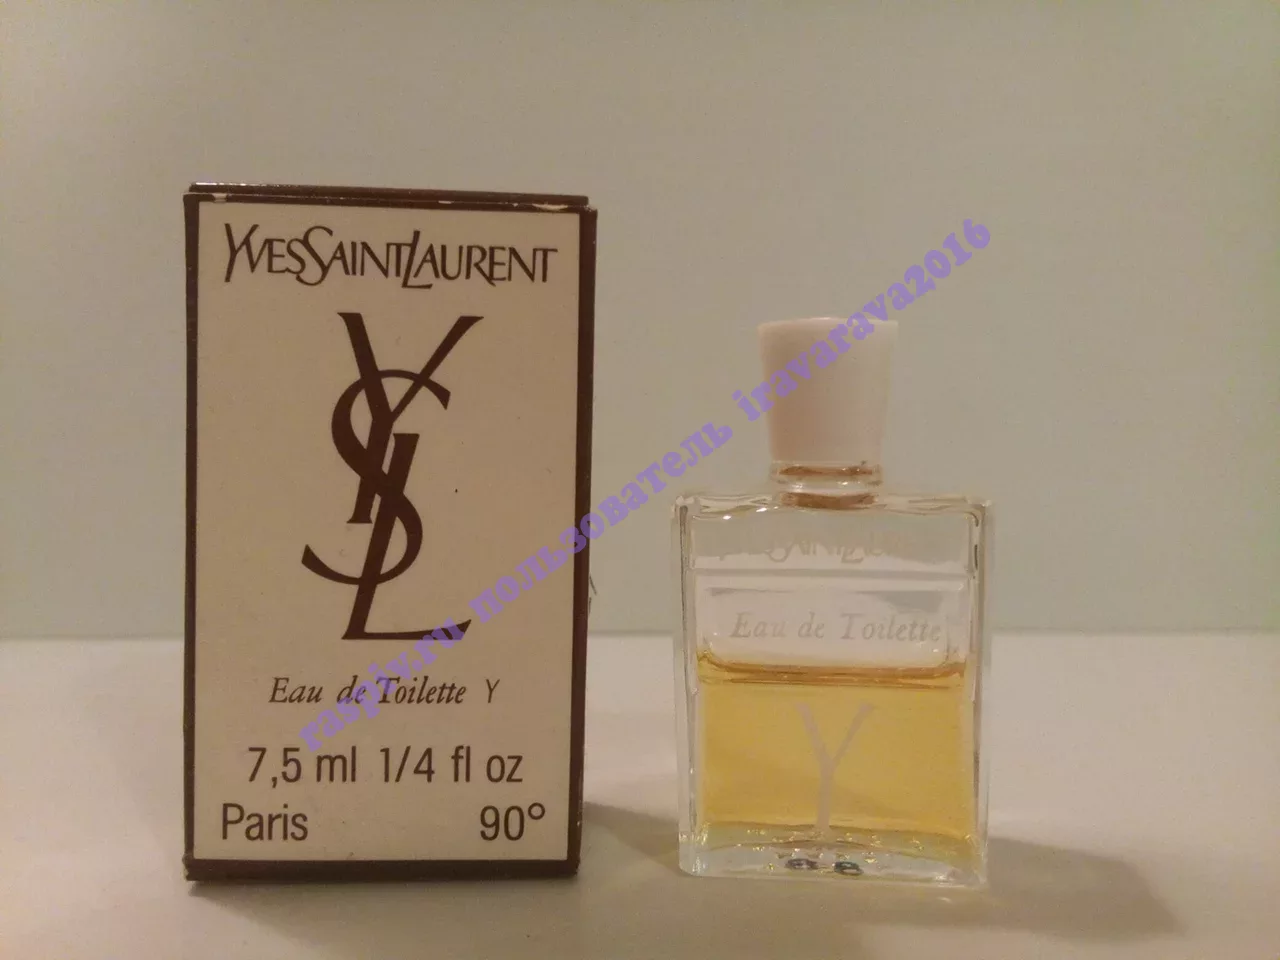 YVESSAINTLAURENT
YSL
Eau de Toilette Y
7,5 ml 1/4 fl oz
Paris 90°
YVESSAINTLAURENT
Eau de Toilette
Y
raspiv.ru пользователь iravarava2016